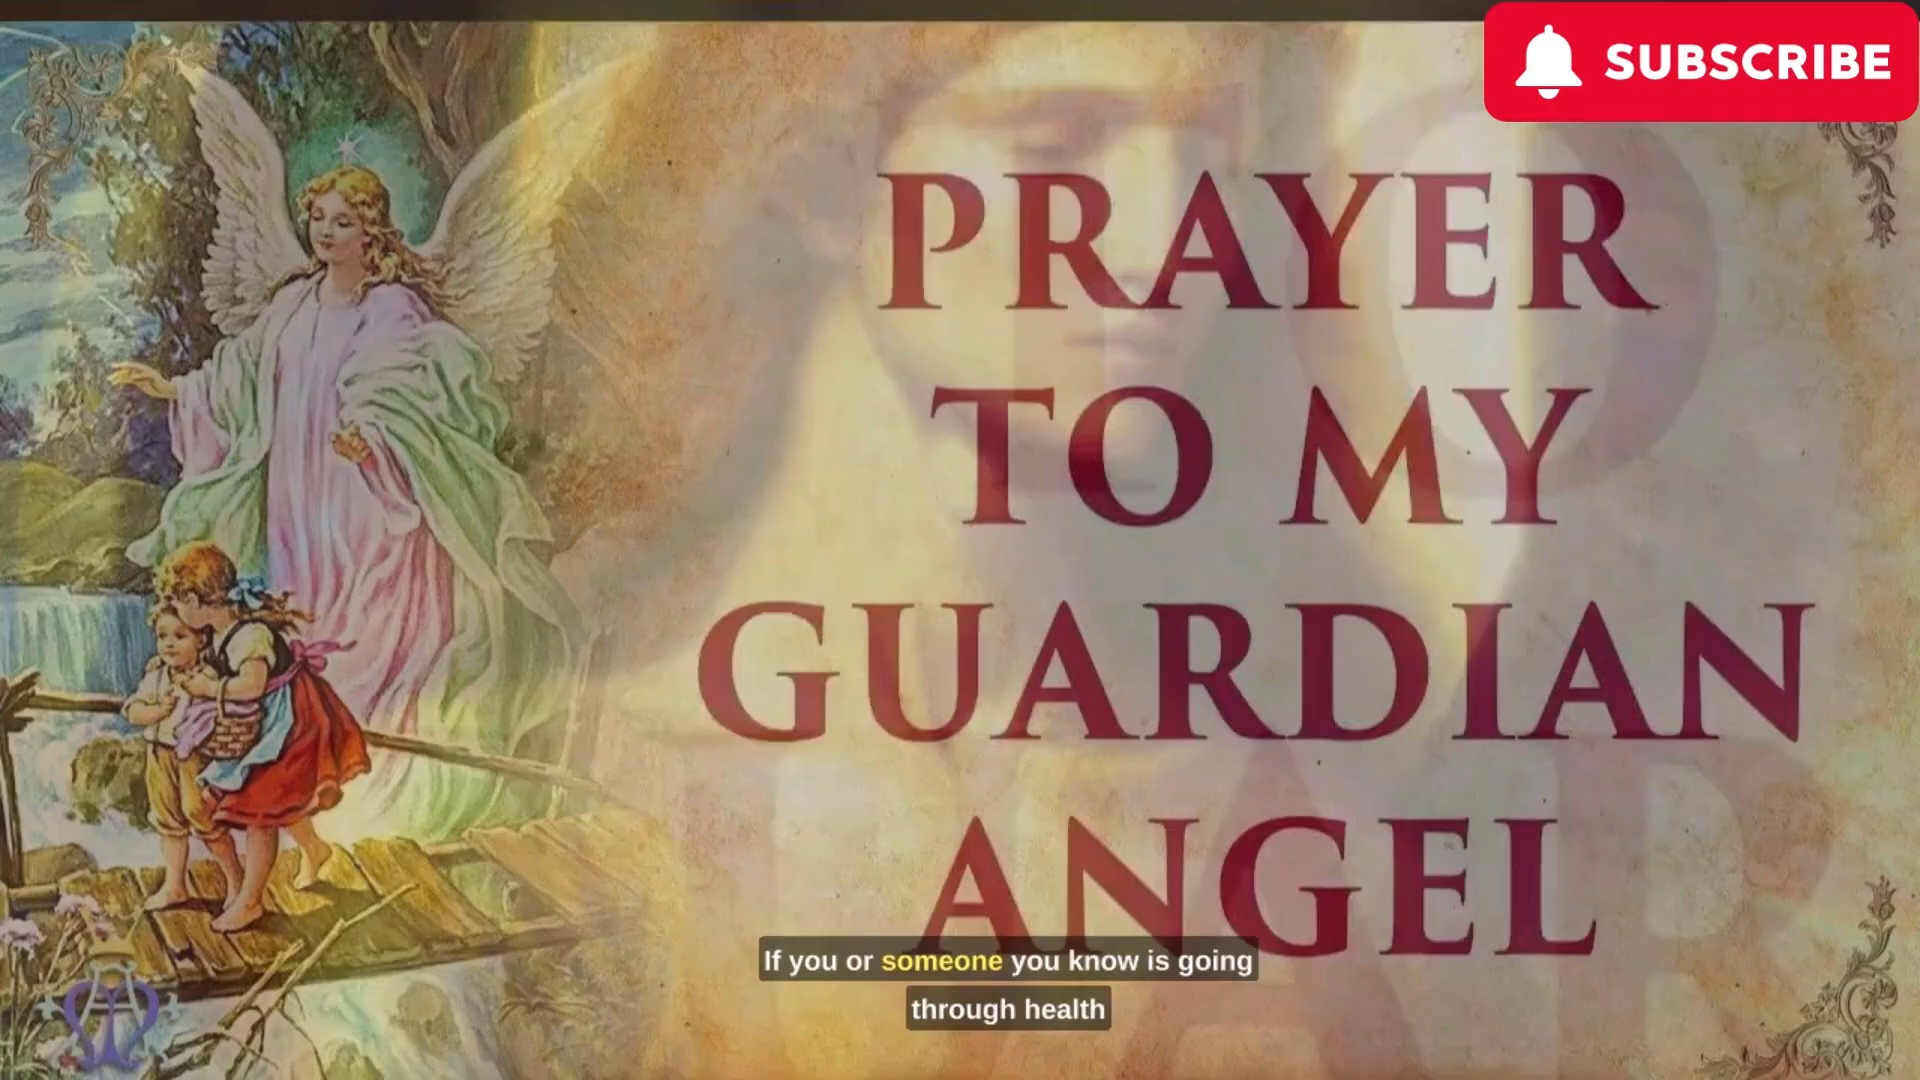 SUBSCRIBE
PRAYER
TO MY
GUARDIAN
ANGEL
If you or someone you know is going
through health